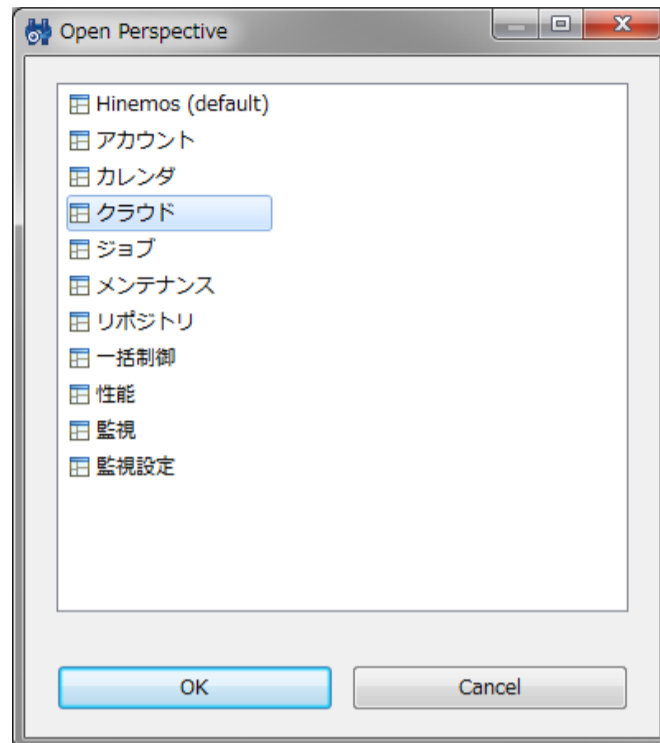 Open Perspective
Hinemos (default)
アカウント
カレンダ
クラウド
ジョブ
メンテナンス
リポジトリ
一括制御
性能
監視
監視設定
OK
Cancel